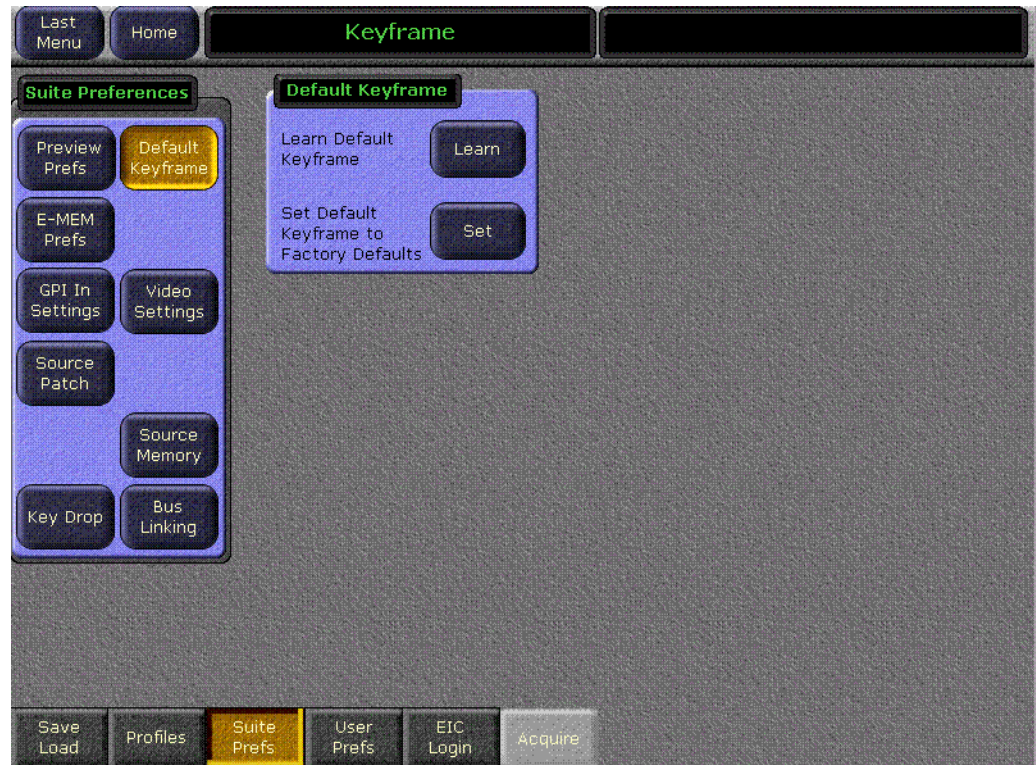 Last
Menu
Home
Keyframe
Suite Preferences
Default Keyframe
Preview
Prefs
Default
Keyframe
Learn Default
Keyframe
Learn
E-MEM
Prefs
Set Default
Keyframe to
Factory Defaults
Set
GPI In
Settings
Video
Settings
Source
Patch
Source
Memory
Key Drop
Bus
Linking
Save
Load
Profiles
Suite
Prefs
User
Prefs
EIC
Login
Acquire